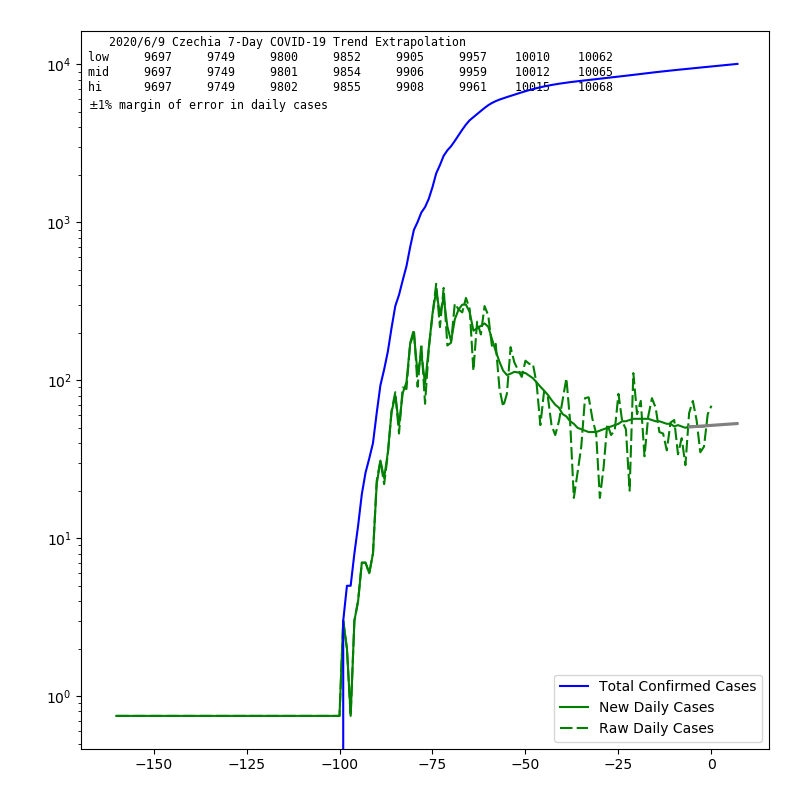 2020/6/9 Czechia 7-Day COVID-19 Trend Extrapolation
low 9697 9749 9800 9852 9905 9957 10010 10062
mid 9697 9749 9801 9854 9906 9959 10012 10065
hi 9697 9749 9802 9855 9908 9961 10015 10068
±1% margin of error in daily cases
10⁴
10³
10²
10¹
10⁰
−150 −125 −100 −75 −50 −25 0
Total Confirmed Cases
New Daily Cases
Raw Daily Cases